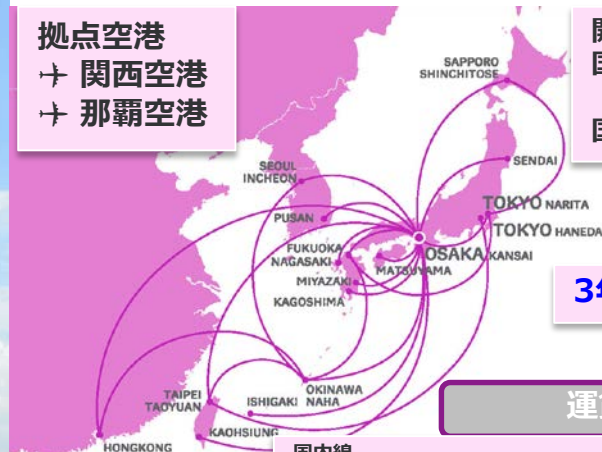 拠点空港
✈ 関西空港
✈ 那覇空港
SAPPORO
SHINCHITOSE
SENDAI
SEOUL
INCHEON
PUSAN
TOKYO NARITA
TOKYO HANEDA
FUKUOKA
NAGASAKI
OSAKA KANSAI
MATSUYAMA
MIYAZAKI
KAGOSHIMA
3
TAIPEI
TAOYUAN
OKINAWA
NAHA
ISHIGAKI
運
KAOHSIUNG
HONGKONG
国内線